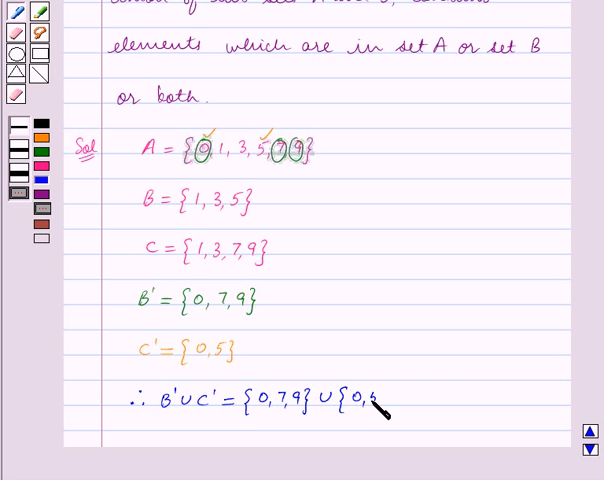 elements which are in set A or set B
or both.
Sol A = {0, 1, 3, 5, 7, 9}
B = {1, 3, 5}
C = {1, 3, 7, 9}
B' = {0, 7, 9}
C' = {0, 5}
∴ B' ∪ C' = {0, 7, 9} ∪ {0, 5